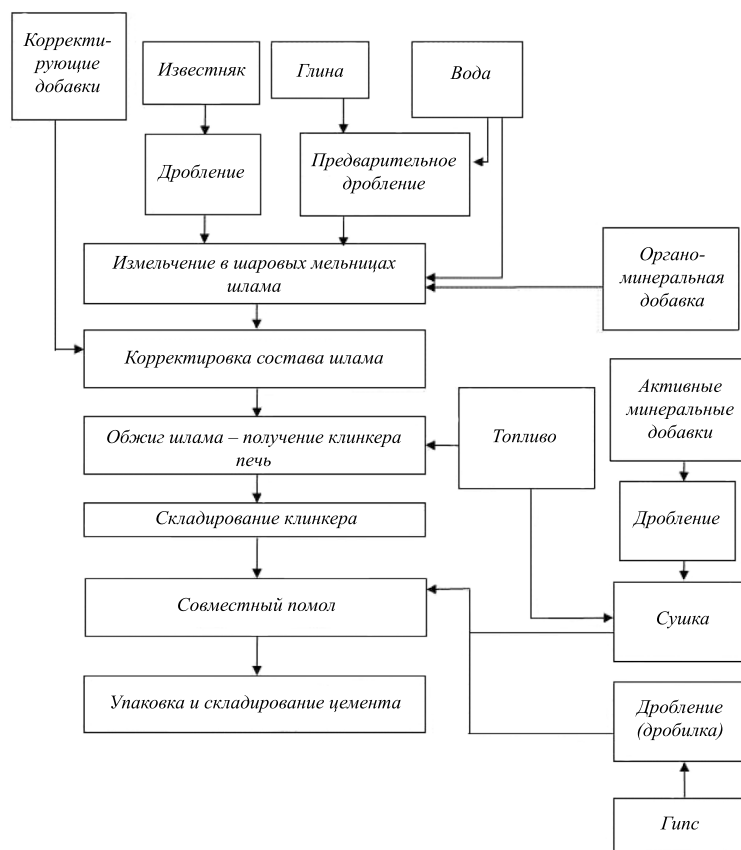 Корректи-
рующие
добавки
Известняк
Глина
Вода
Дробление
Предварительное
дробление
Измельчение в шаровых мельницах
шлама
Органо-
минеральная
добавка
Корректировка состава шлама
Активные
минеральные
добавки
Обжиг шлама – получение клинкера
печь
Топливо
Складирование клинкера
Дробление
Совместный помол
Сушка
Упаковка и складирование цемента
Дробление
(дробилка)
Гипс